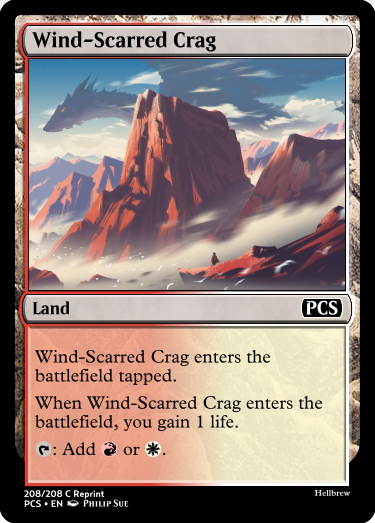 Wind-Scarred Crag
Land
PCS
Wind-Scarred Crag enters the
battlefield tapped.
When Wind-Scarred Crag enters the
battlefield, you gain 1 life.
: Add or .
208/208 C Reprint
PCS • EN Philip Sue
Hellbrew